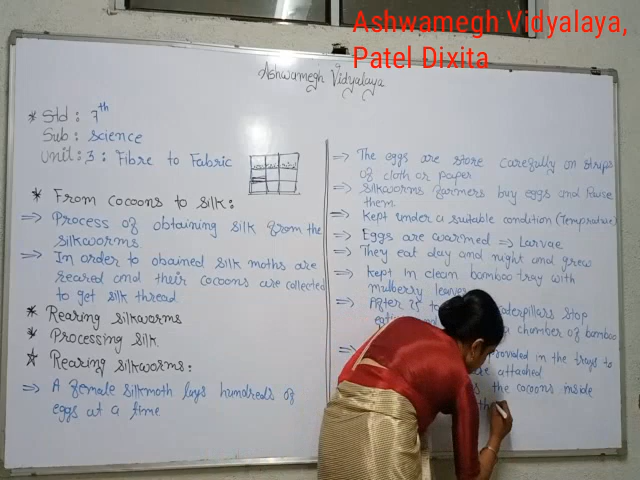 Ashwamegh Vidyalaya,
Patel Dixita
Ashwamegh Vidyalaya
* Std : 7th
Sub : Science
Unit : 3 : Fibre to Fabric
* From cocoons to silk :
⇒ Process of obtaining silk from the
silkworms.
⇒ In order to obained silk moths are
reared and their cocoons are collected
to get silk thread.
* Rearing silkworms
* Processing silk
* Rearing silkworms :
⇒ A female silkmoth lays hundreds of
eggs at a time
⇒ The eggs are store carefully on strips
of cloth or paper
⇒ silkworms farmers buy eggs and Raise
them.
⇒ Kept under a suitable condition (Temprature)
⇒ Eggs are warmed ⇒ Larvae
⇒ They eat day and night and grew
⇒ Kept in clean bamboo tray with
mulberry leaves
⇒ After 25 to caterpillars stop
a chamber of bamboo
provided in the trays to
attached
the cocoons inside